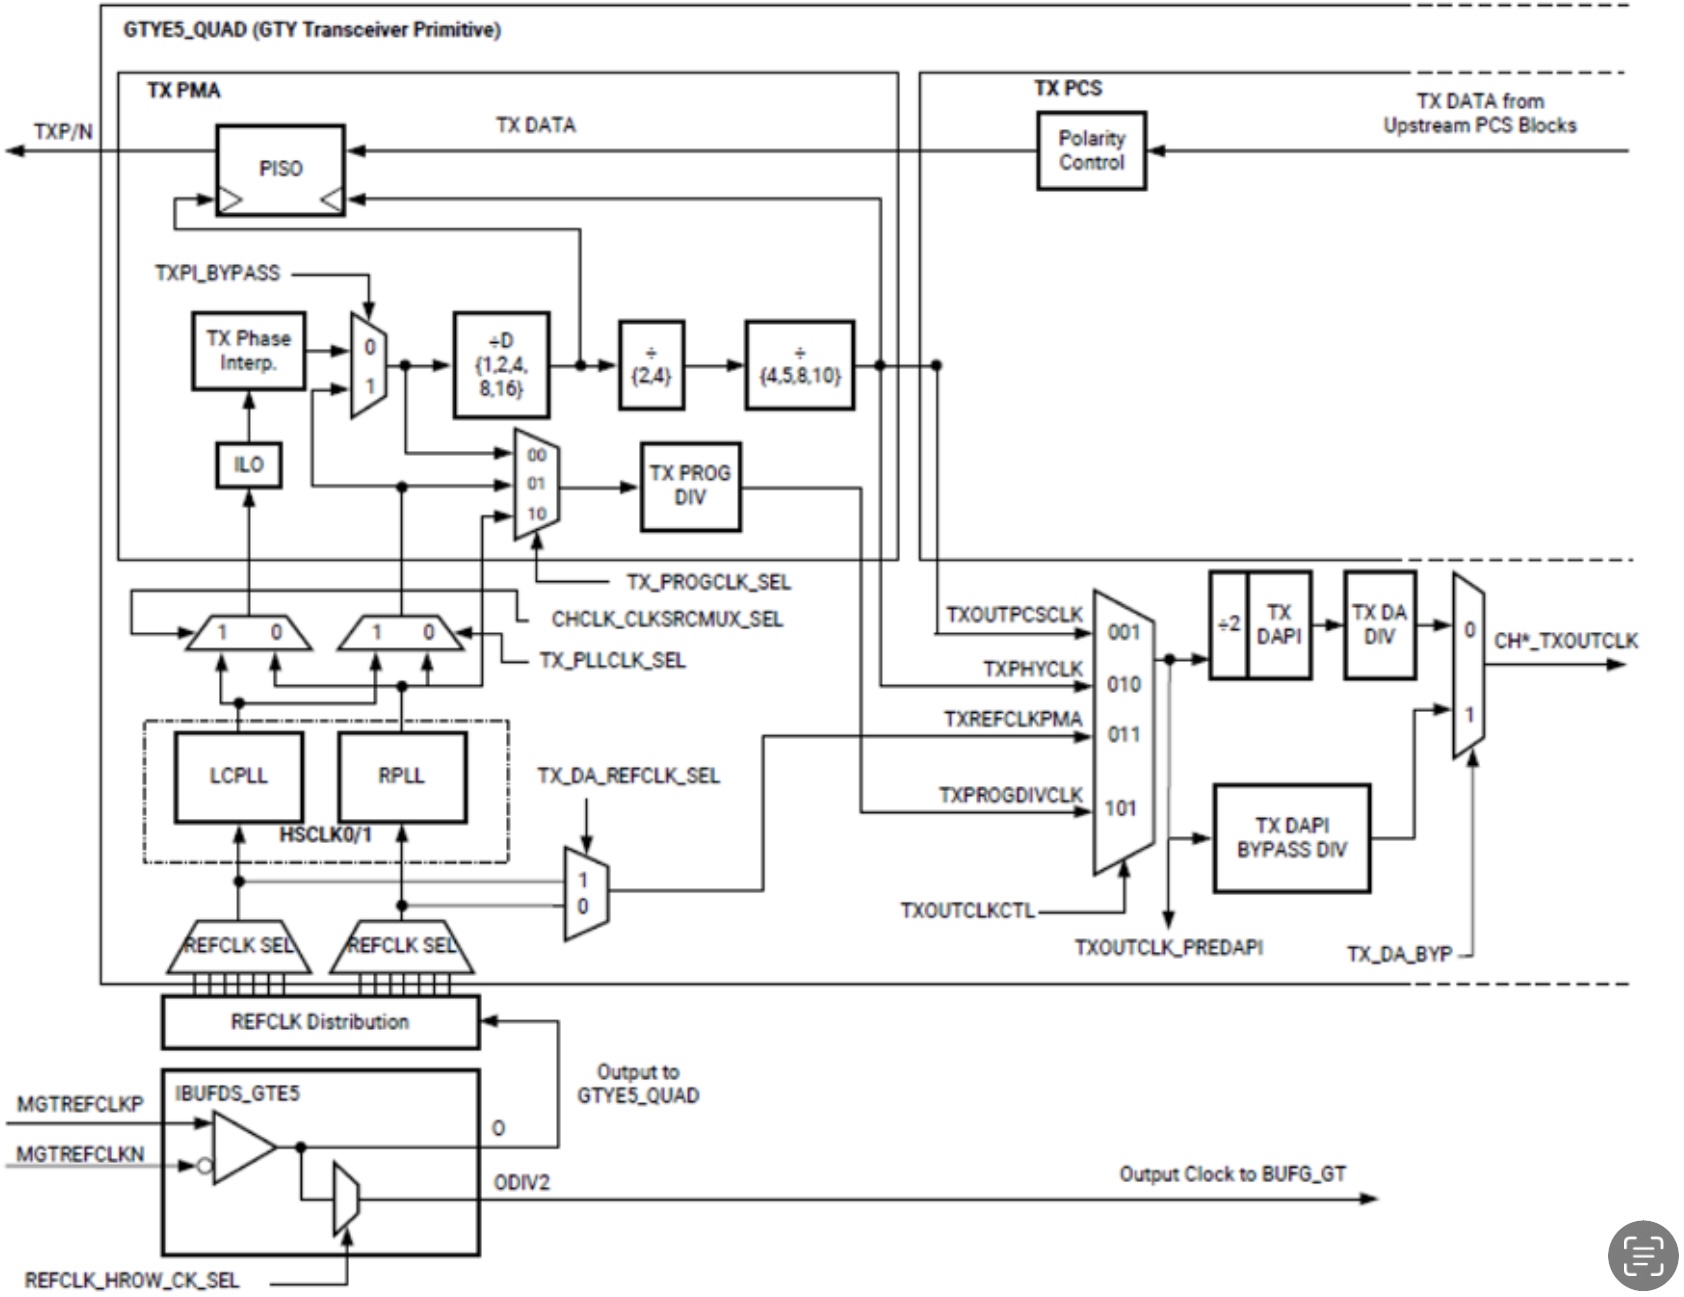 GTYE5_QUAD (GTY Transceiver Primitive)
TX PMA
TX PCS
TX DATA from
Upstream PCS Blocks
TXP/N
TX DATA
PISO
Polarity
Control
TXPI_BYPASS
TX Phase
Interp.
0
1
÷D
{1,2,4,
8,16}
÷
{2,4}
÷
{4,5,8,10}
ILO
00
01
10
TX PROG
DIV
TX_PROGCLK_SEL
CHCLK_CLKSRCMUX_SEL
TX_PLLCLK_SEL
1 0
1 0
LCPLL
RPLL
HSCLK0/1
TX_DA_REFCLK_SEL
1
0
TXOUTPCSCLK
TXPHYCLK
TXREFCLKPMA
TXPROGDIVCLK
001
010
011
101
TXOUTCLKCTL
÷2
TX
DAPI
TX DA
DIV
0
1
CH*_TXOUTCLK
TX DAPI
BYPASS DIV
TXOUTCLK_PREDAPI
TX_DA_BYP
REFCLK SEL
REFCLK SEL
REFCLK Distribution
Output to
GTYE5_QUAD
IBUFDS_GTE5
MGTREFCLKP
MGTREFCLKN
O
ODIV2
Output Clock to BUFG_GT
REFCLK_HROW_CK_SEL